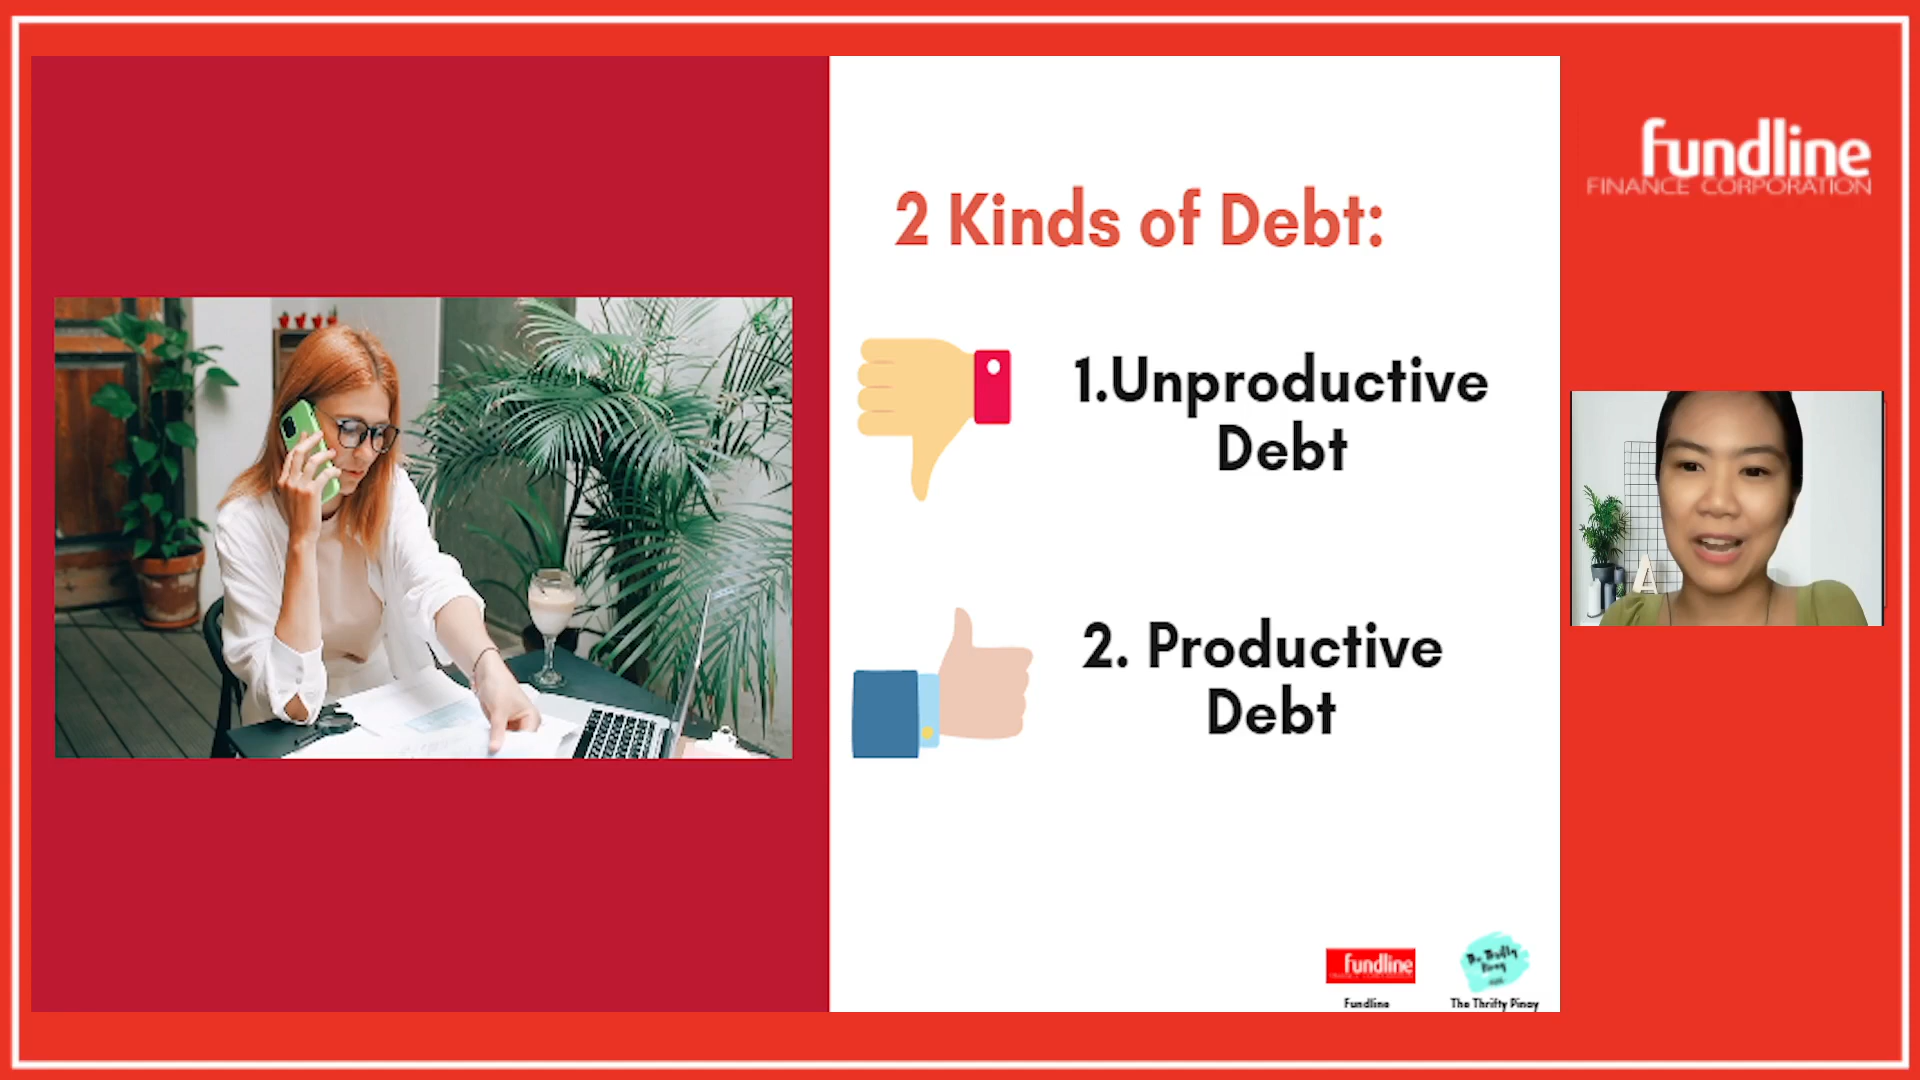 fundline
FINANCE CORPORATION
2 Kinds of Debt:
1.Unproductive
Debt
2. Productive
Debt
fundline
Fundline
The Thrifty Pinay